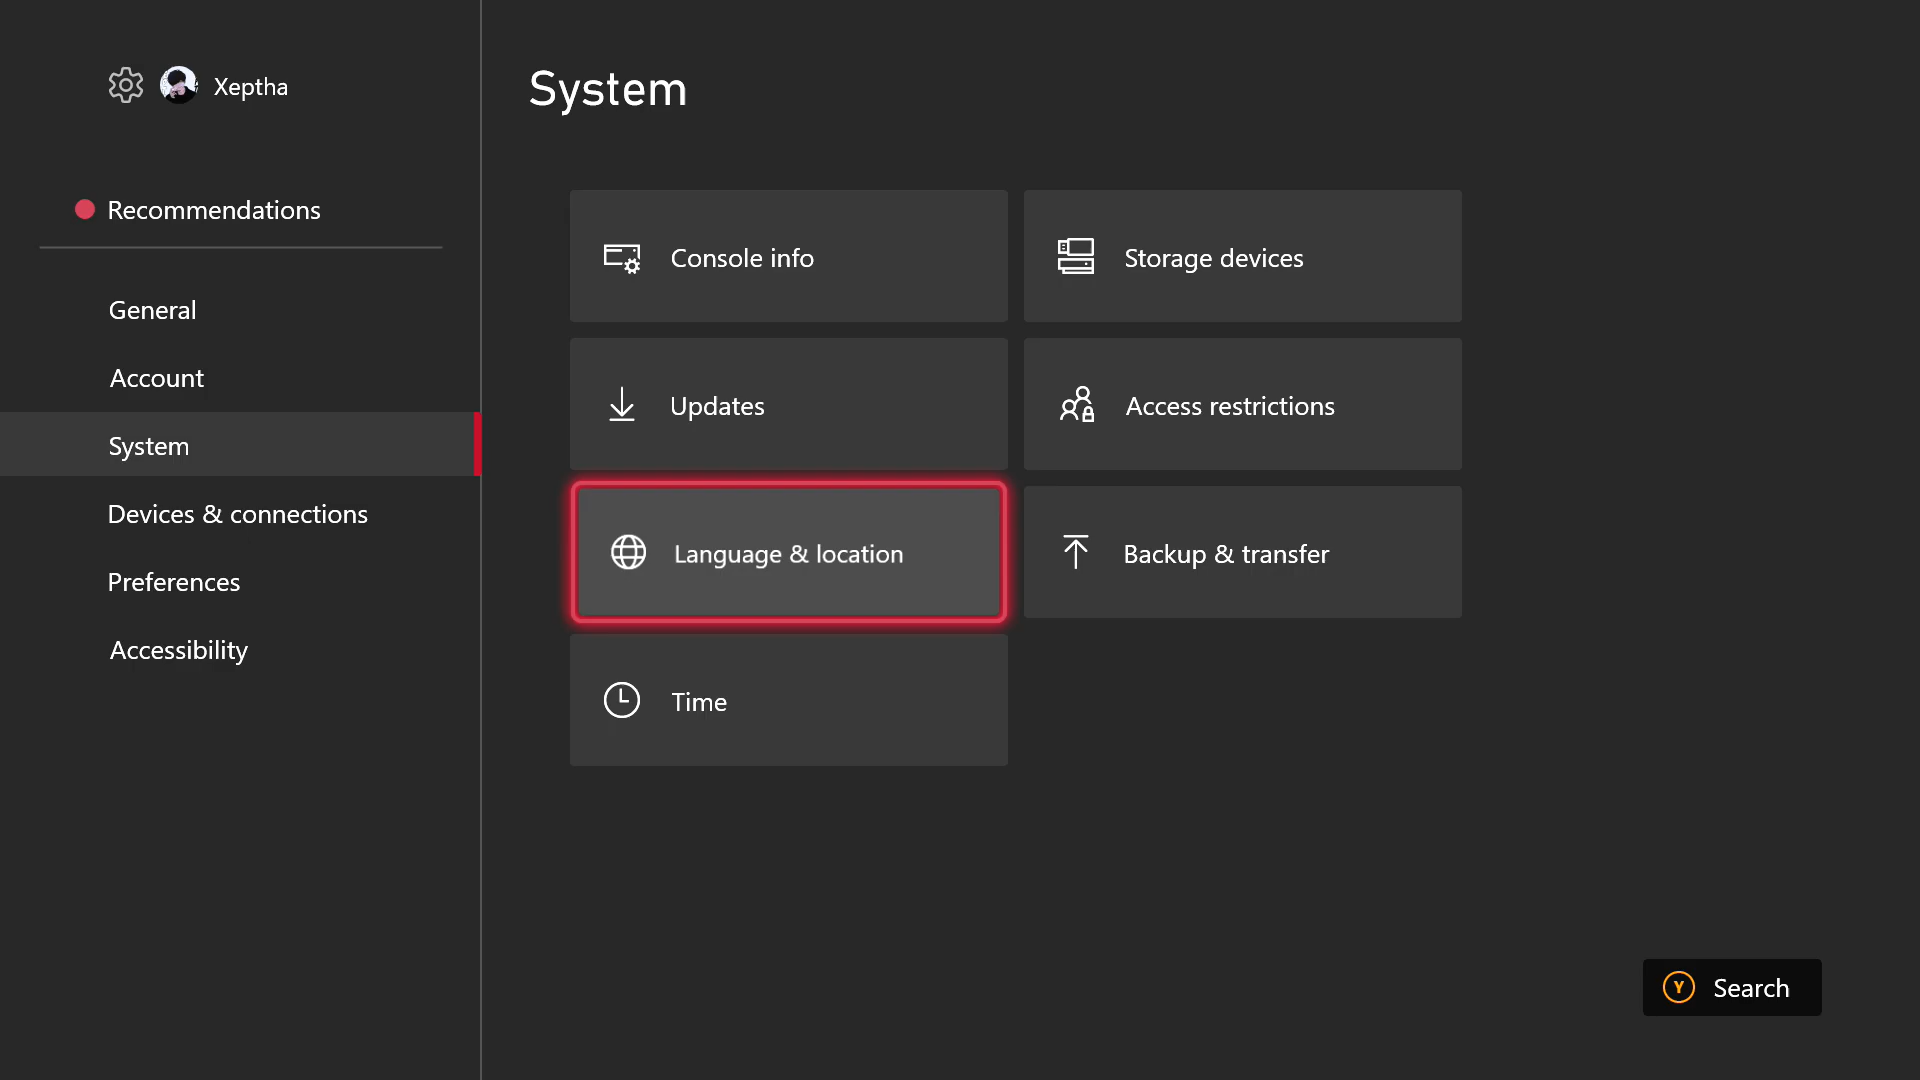 Xeptha
Recommendations
General
Account
System
Devices & connections
Preferences
Accessibility
System
Console info
Storage devices
Updates
Access restrictions
Language & location
Backup & transfer
Time
Y Search